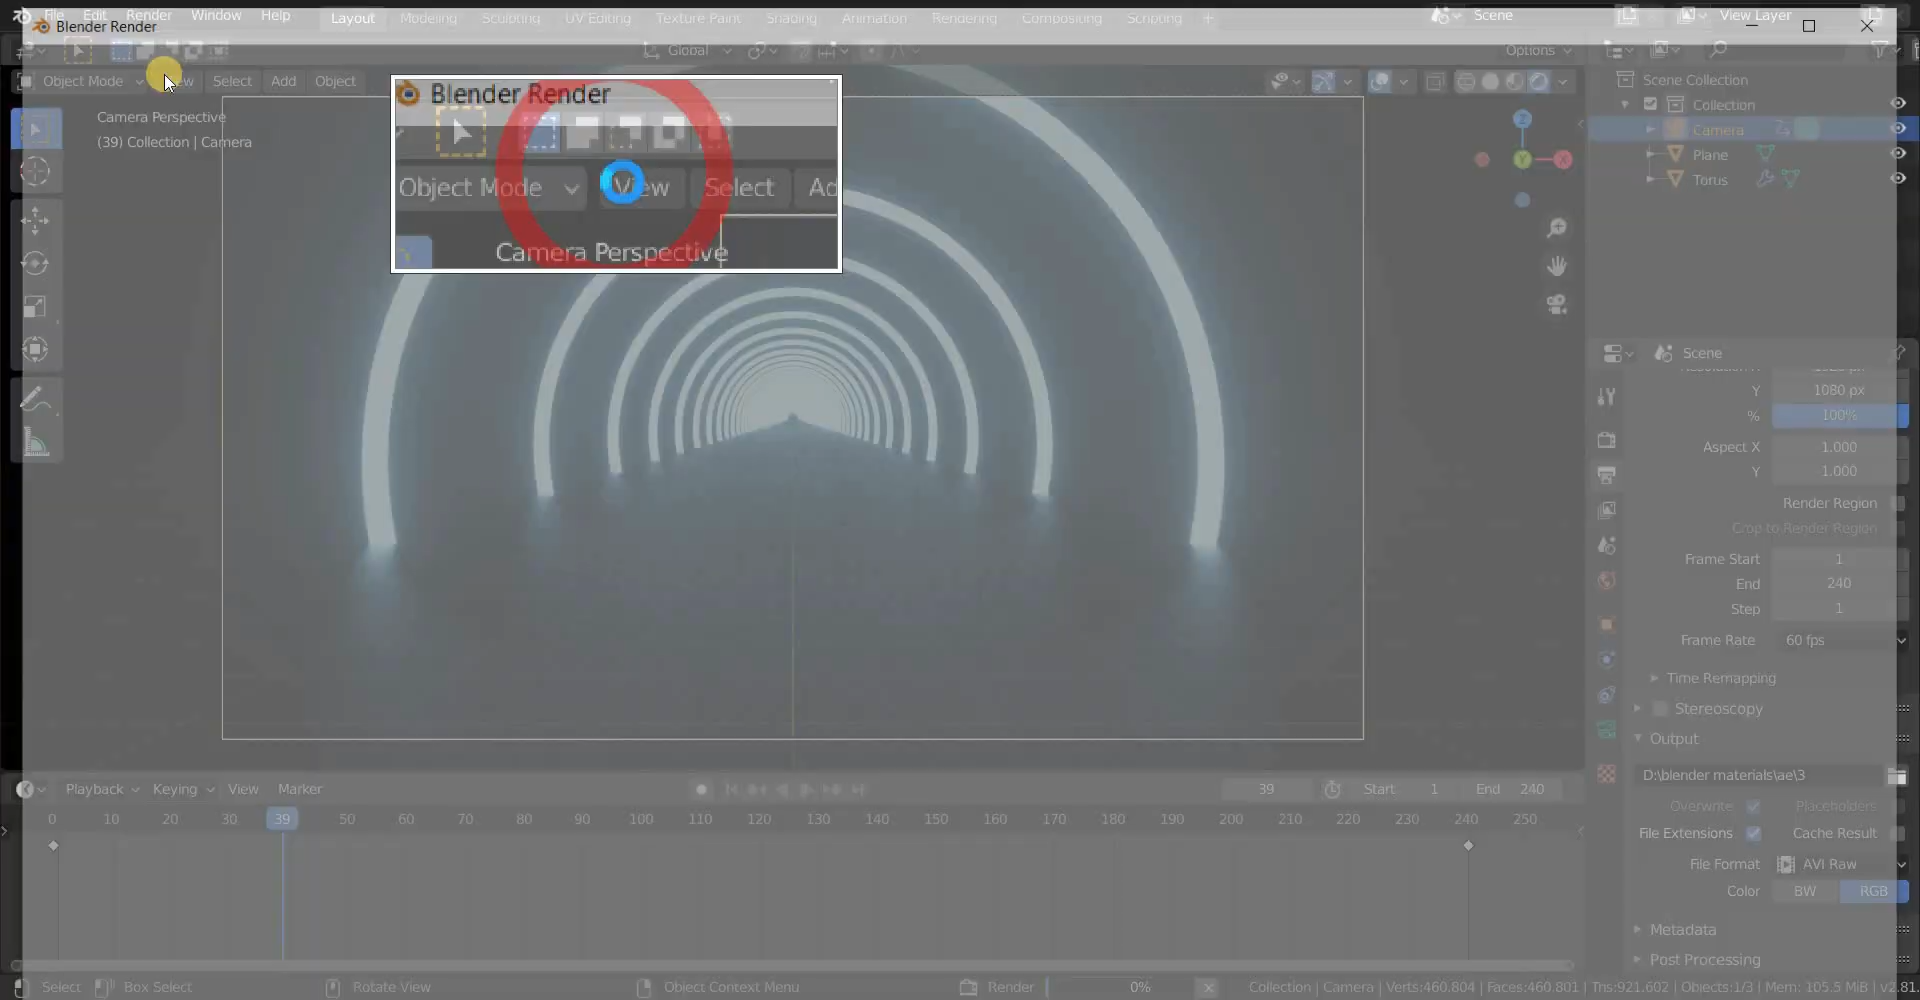 File Edit Render Window Help Layout Modeling Sculpting UV Editing Texture Paint Shading Animation Rendering Compositing Scripting + Scene View Layer
Blender Render
Global Options
Object Mode View Select Add Object
Camera Perspective
(39) Collection | Camera
Blender Render
Object Mode View Select Ad
Camera Perspective
Z
Y X
Scene Collection
Collection
Camera
Plane
Torus
Scene
Y 1080 px
% 100%
Aspect X 1.000
Y 1.000
Render Region
Crop to Render Region
Frame Start 1
End 240
Step 1
Frame Rate 60 fps
Time Remapping
Stereoscopy
Output
D:\blender materials\ae\3
Overwrite Placeholders
File Extensions Cache Result
File Format AVI Raw
Color BW RGB
Metadata
Post Processing
Playback Keying View Marker 39 Start 1 End 240
0 10 20 30 39 50 60 70 80 90 100 110 120 130 140 150 160 170 180 190 200 210 220 230 240 250
Select Box Select Rotate View Object Context Menu Render 0% Collection | Camera | Verts:460.804 | Faces:460.801 | Tris:921.602 | Objects:1/3 | Mem: 105.5 MiB | v2.81.